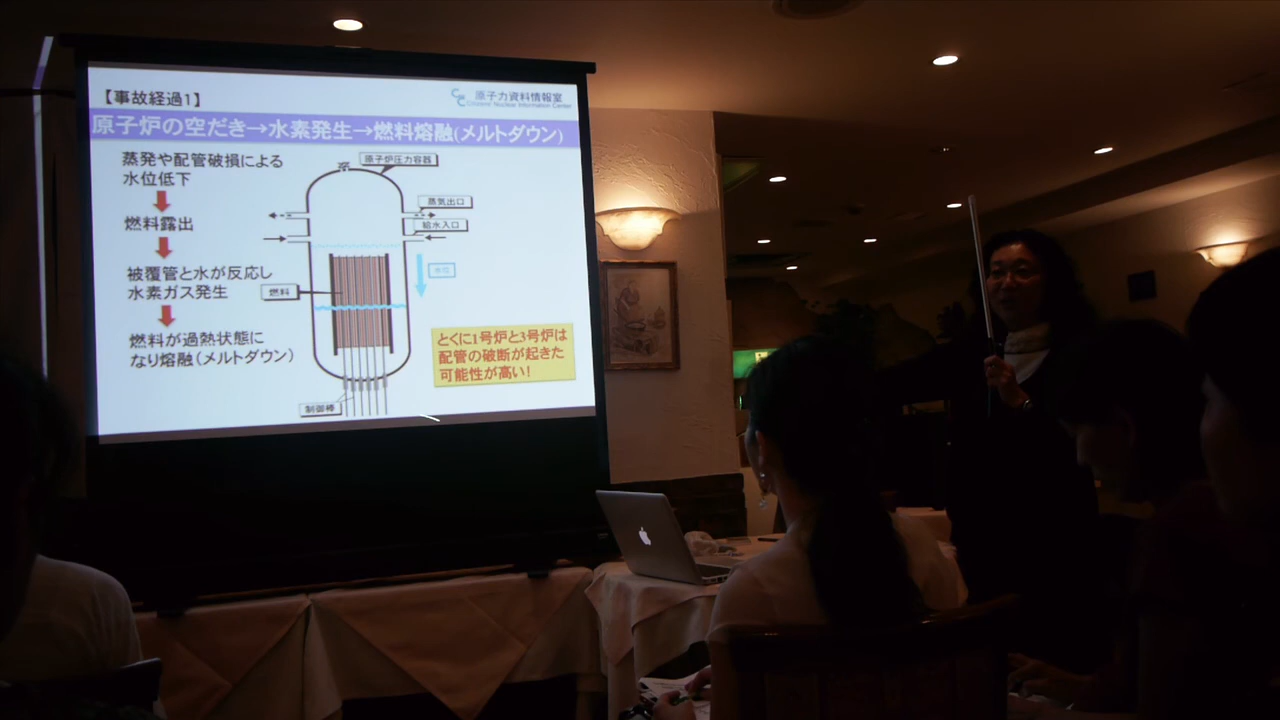 【事故経過1】
CNIC 原子力資料情報室
Citizens' Nuclear Information Center
原子炉の空だき→水素発生→燃料熔融(メルトダウン)
蒸発や配管破損による
水位低下
燃料露出
被覆管と水が反応し
水素ガス発生
燃料が過熱状態に
なり熔融(メルトダウン)
原子炉圧力容器
蒸気出口
給水入口
水位
燃料
制御棒
とくに1号炉と3号炉は
配管の破断が起きた
可能性が高い!